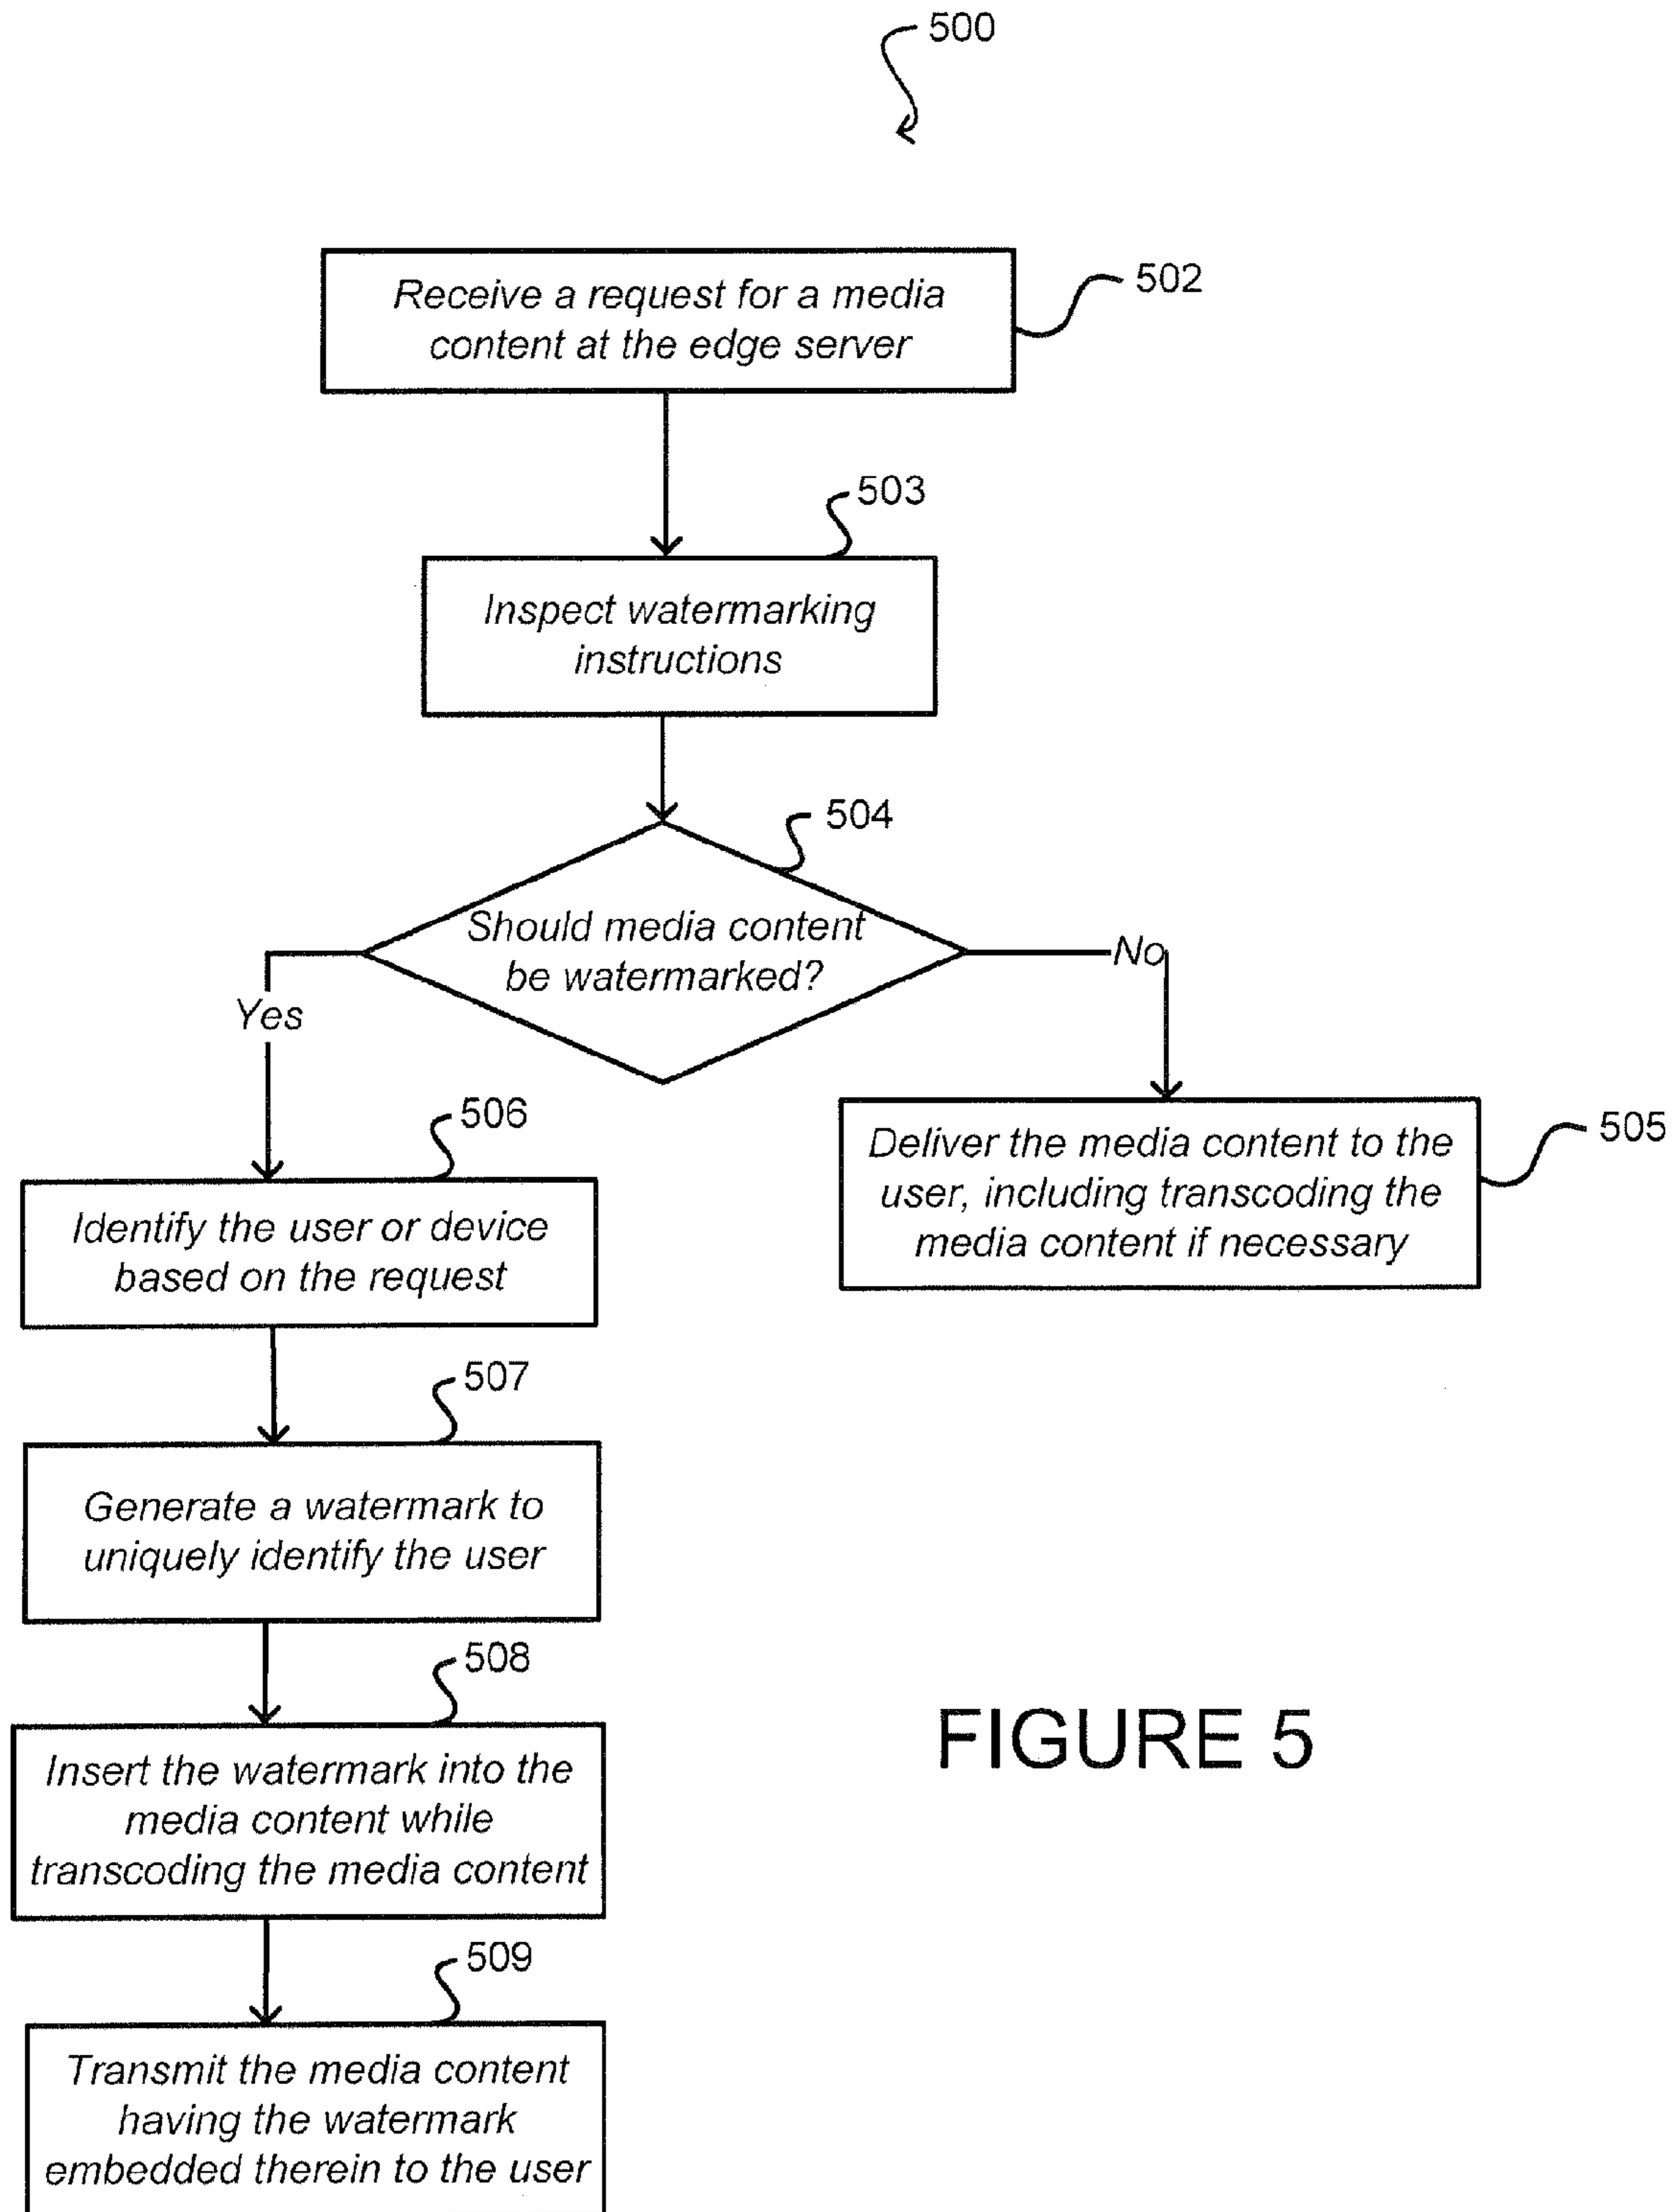 500
Receive a request for a media
content at the edge server
502
503
Inspect watermarking
instructions
504
Should media content
be watermarked?
Yes
No
506
Identify the user or device
based on the request
505
Deliver the media content to the
user, including transcoding the
media content if necessary
507
Generate a watermark to
uniquely identify the user
508
Insert the watermark into the
media content while
transcoding the media content
509
Transmit the media content
having the watermark
embedded therein to the user
FIGURE 5